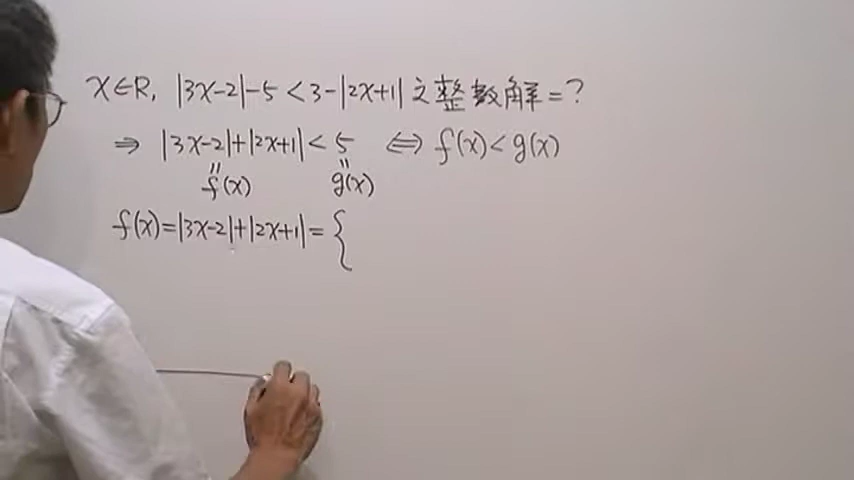 x∈R, |3x-2|-5<3-|2x+1|之整數解=?
⇒ |3x-2|+|2x+1|<5 ⇔ f(x)<g(x)
〃 〃
f(x) g(x)
f(x)=|3x-2|+|2x+1|={